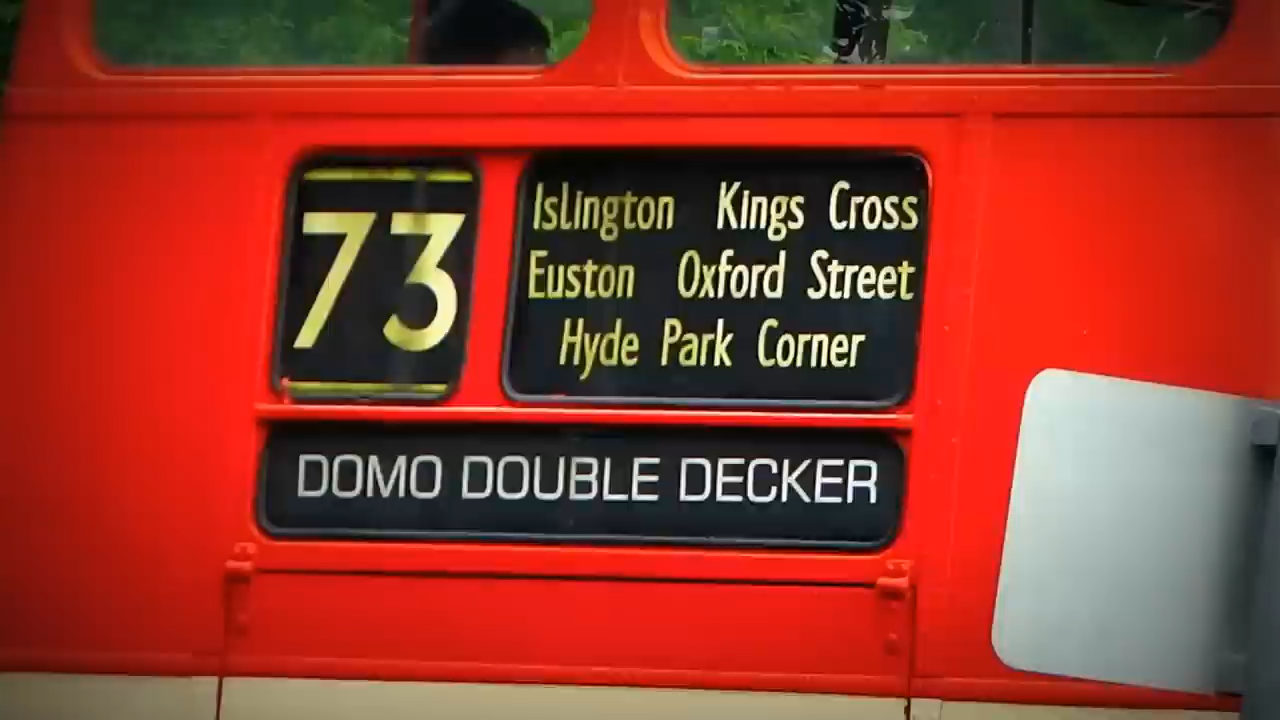 73
Islington Kings Cross
Euston Oxford Street
Hyde Park Corner
DOMO DOUBLE DECKER